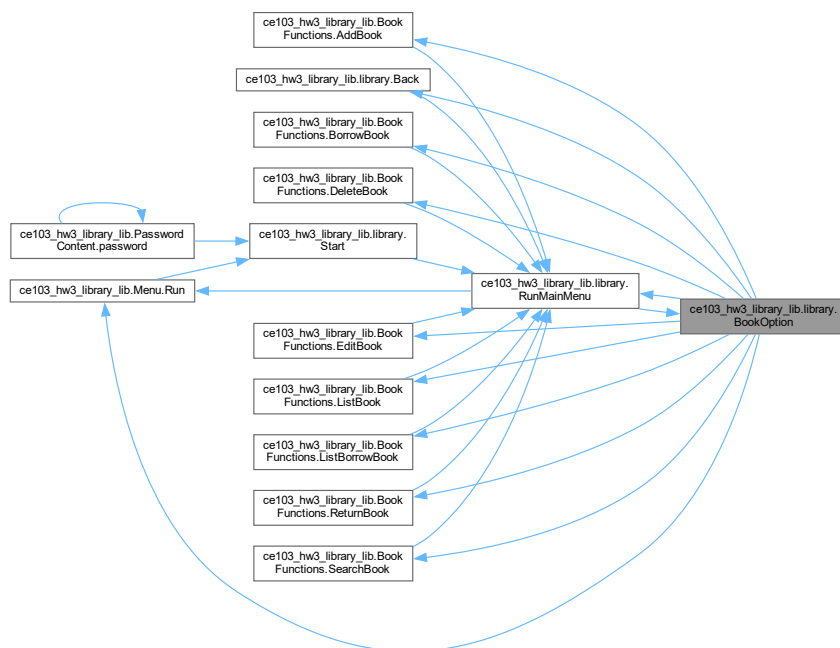 ce103_hw3_library_lib.Book
Functions.AddBook
ce103_hw3_library_lib.library.Back
ce103_hw3_library_lib.Book
Functions.BorrowBook
ce103_hw3_library_lib.Book
Functions.DeleteBook
ce103_hw3_library_lib.Password
Content.password
ce103_hw3_library_lib.library.
Start
ce103_hw3_library_lib.Menu.Run
ce103_hw3_library_lib.library.
RunMainMenu
ce103_hw3_library_lib.library.
BookOption
ce103_hw3_library_lib.Book
Functions.EditBook
ce103_hw3_library_lib.Book
Functions.ListBook
ce103_hw3_library_lib.Book
Functions.ListBorrowBook
ce103_hw3_library_lib.Book
Functions.ReturnBook
ce103_hw3_library_lib.Book
Functions.SearchBook